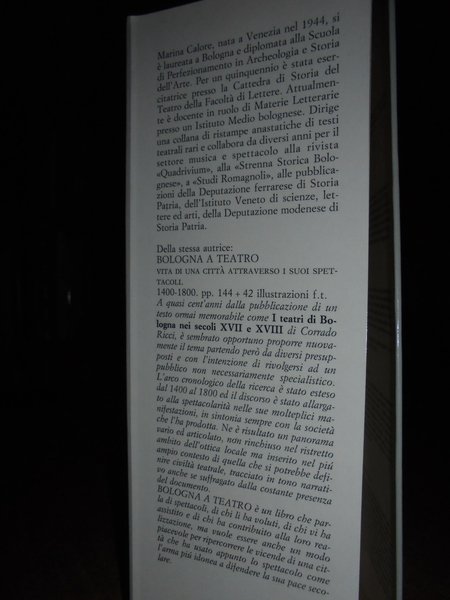 Marina Calore, nata a Venezia nel 1944, si
è laureata a Bologna e diplomata alla Scuola
di Perfezionamento in Archeologia e Storia
dell'Arte. Per un quinquennio è stata eser-
citatrice presso la Cattedra di Storia del
Teatro della Facoltà di Lettere. Attualmen-
te è docente in ruolo di Materie Letterarie
presso un Istituto Medio bolognese. Dirige
una collana di ristampe anastatiche di testi
teatrali rari e collabora da diversi anni per il
settore musica e spettacolo alla rivista
«Quadrivium», alla «Strenna Storica Bolo-
gnese», a «Studi Romagnoli», alle pubblica-
zioni della Deputazione ferrarese di Storia
Patria, dell'Istituto Veneto di scienze, let-
tere ed arti, della Deputazione modenese di
Storia Patria.
Della stessa autrice:
BOLOGNA A TEATRO
VITA DI UNA CITTÀ ATTRAVERSO I SUOI SPET-
TACOLI.
1400-1800. pp. 144 + 42 illustrazioni f.t.
A quasi cent'anni dalla pubblicazione di un
testo ormai memorabile come I teatri di Bo-
logna nei secoli XVII e XVIII di Corrado
Ricci, è sembrato opportuno proporre nuova-
mente il tema partendo però da diversi presup-
posti e con l'intenzione di rivolgersi ad un
pubblico non necessariamente specialistico.
L'arco cronologico della ricerca è stato esteso
dal 1400 al 1800 ed il discorso è stato allarga-
to alla spettacolarità nelle sue molteplici ma-
nifestazioni, in sintonia sempre con la società
che l'ha prodotta. Ne è risultato un panorama
vario ed articolato, non rinchiuso nel ristretto
ambito dell'ottica locale ma inserito nel più
ampio contesto di quella che si potrebbe defi-
nire civiltà teatrale, tracciato in tono narrati-
vo anche se suffragato dalla costante presenza
del documento.
BOLOGNA A TEATRO è un libro che par-
la di spettacoli, di chi li ha voluti, di chi vi ha
assistito e di chi ha contribuito alla loro rea-
lizzazione, ma vuole essere anche un modo
piacevole per ripercorrere le vicende di una cit-
tà che ha usato appunto lo spettacolo come
l'arma più idonea a difendere la sua pace seco-
lare.